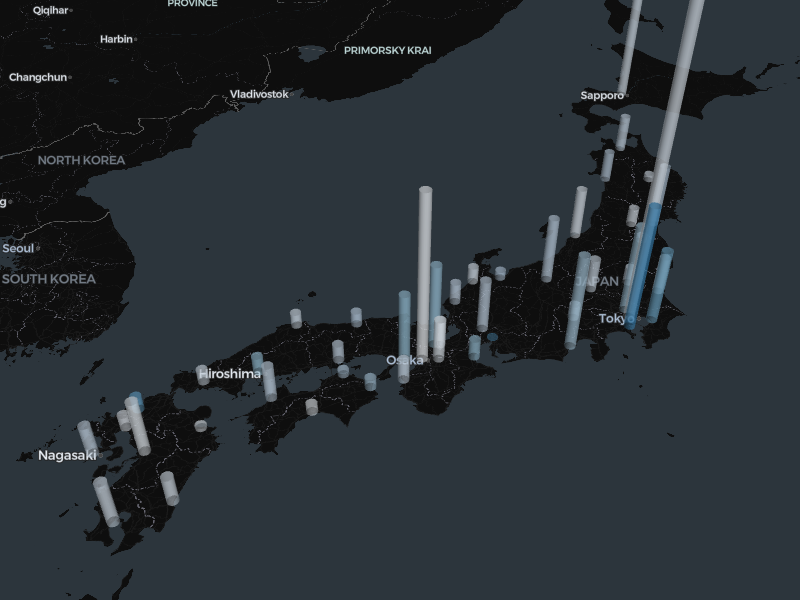 PROVINCE
Qiqihar
Harbin
PRIMORSKY KRAI
Changchun
Vladivostok
Sapporo
NORTH KOREA
g
Seoul
SOUTH KOREA
JAPAN
Tokyo
Osaka
Hiroshima
Nagasaki